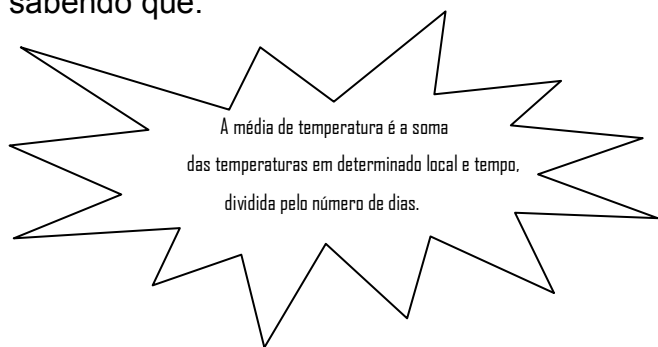 sabendo que:
A média de temperatura é a soma
das temperaturas em determinado local e tempo,
dividida pelo número de dias.